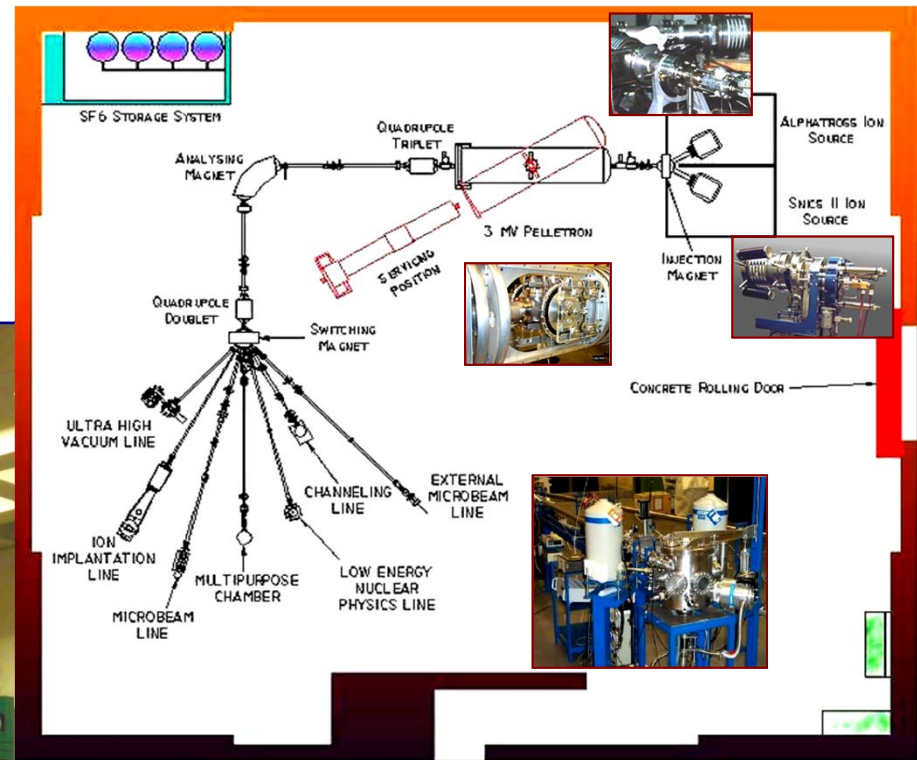 SF6 STORAGE SYSTEM
QUADRUPOLE
TRIPLET
ANALYSING
MAGNET
ALPHATROSS ION
SOURCE
SNICS II ION
SOURCE
3 MV PELLETRON
SERVICING
POSITION
INJECTION
MAGNET
QUADRUPOLE
DOUBLET
SWITCHING
MAGNET
CONCRETE ROLLING DOOR
ULTRA HIGH
VACUUM LINE
ION
IMPLANTATION
LINE
MICROBEAM
LINE
MULTIPURPOSE
CHAMBER
LOW ENERGY
NUCLEAR
PHYSICS LINE
CHANNELING
LINE
EXTERNAL
MICROBEAM
LINE